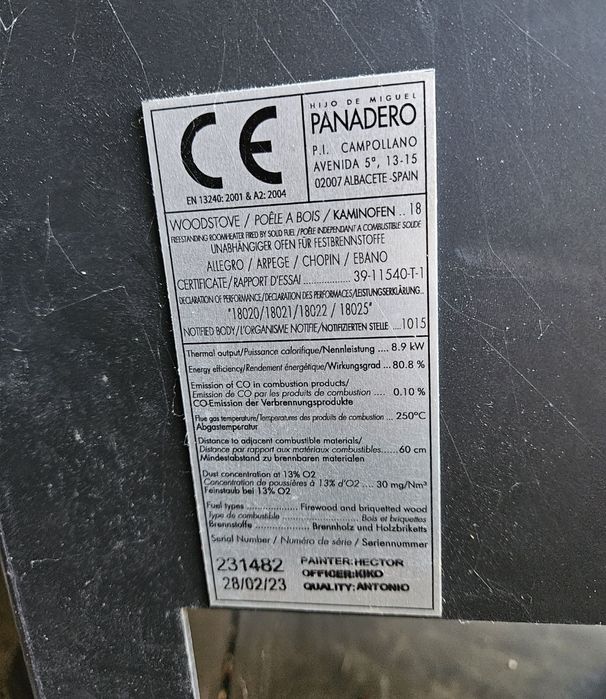 CE
EN 13240: 2001 & A2: 2004
HIJO DE MIGUEL
PANADERO
P.I. CAMPOLLANO
AVENIDA 5ª, 13-15
02007 ALBACETE -SPAIN
WOODSTOVE / POÊLE A BOIS / KAMINOFEN .. 18
FREESTANDING ROOMHEATER FIRED BY SOLID FUEL /POÊLE INDEPENDANT A COMBUSTIBLE SOLIDE
UNABHÄNGIGER OFEN FÜR FESTBRENNSTOFFE
ALLEGRO / ARPEGE / CHOPIN / EBANO
CERTIFICATE/RAPPORT D'ESSAI ................. 39-11540-T-1
DECLARATION OF PERFORMANCE/DECLARATION DES PERFORMACES/LEISTUNGSERKLÄRUNG...
"18020/18021/18022 / 18025"
NOTIFIED BODY/L'ORGANISME NOTIFIE/NOTIFIZIERTEN STELLE ....1015
Thermal output/Puissance calorifique/Nennleistung .... 8.9 kW
Energy efficiency/Rendement énergétique/Wirkungsgrad ....80.8 %
Emission of CO in combustion products/
Emission de CO par les produits de combustion .... 0.10 %
CO-Emission der Verbrennungsprodukte
Flue gas temperature/Temperatures des produits de combustion ... 250ºC
Abgastemperatur
Distance to adjacent combustible materials/
Distance par rapport aux matériaux combustibles......60 cm
Mindestabstand zu brennbaren materialen
Dust concentration at 13% O2
Concentration de poussières à 13% d'O2 .... 30 mg/Nm³
Feinstaub bei 13% O2
Fuel types ........................ Firewood and briquetted wood
Type de combustible ........................ Bois et briquettes
Brennstoffe ................. Brennholz und Holzbriketts
Serial Number / Numéro de série / Seriennummer
231482 PAINTER:HECTOR
OFFICER:KIKO
28/02/23 QUALITY:ANTONIO